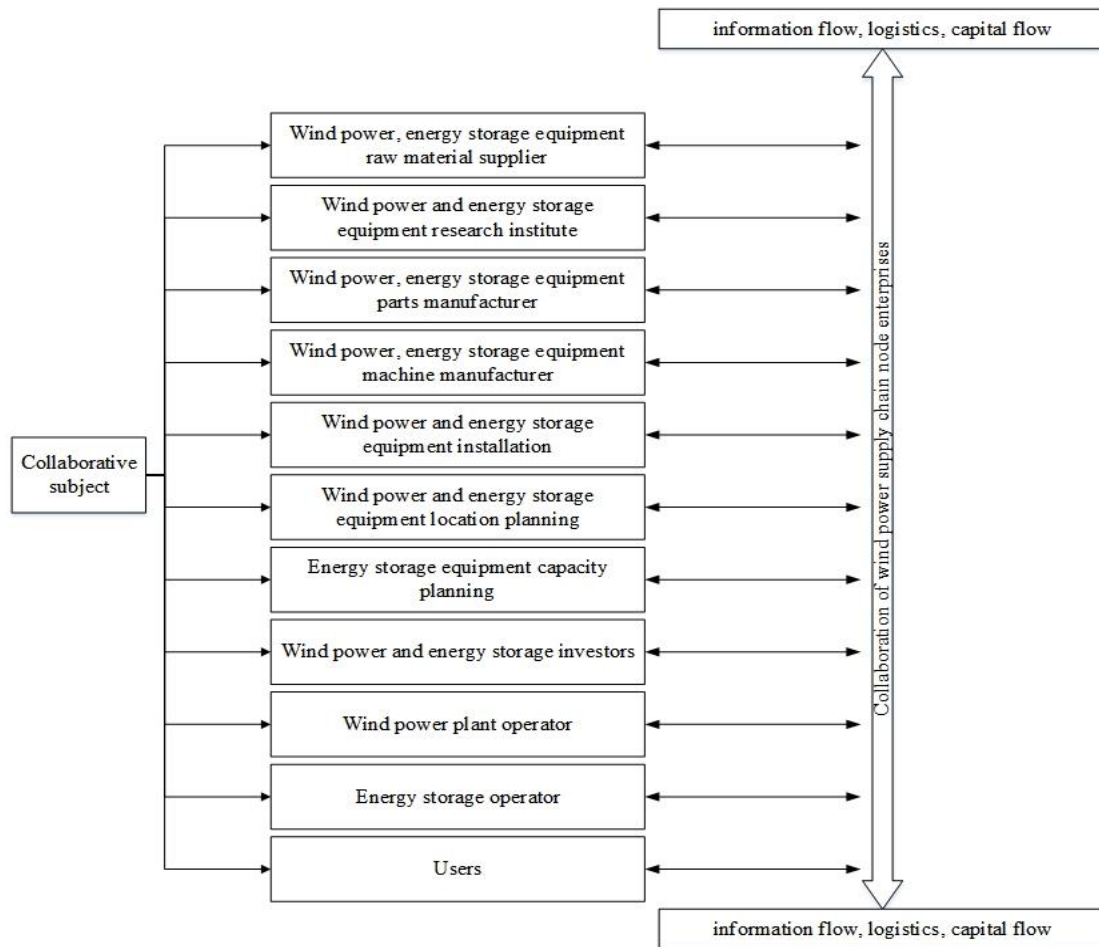 information flow, logistics, capital flow
Wind power, energy storage equipment
raw material supplier
Wind power and energy storage
equipment research institute
Wind power, energy storage equipment
parts manufacturer
Wind power, energy storage equipment
machine manufacturer
Wind power and energy storage
equipment installation
Collaborative
subject
Wind power and energy storage
equipment location planning
Energy storage equipment capacity
planning
Wind power and energy storage investors
Wind power plant operator
Energy storage operator
Users
Collaboration of wind power supply chain node enterprises
information flow, logistics, capital flow